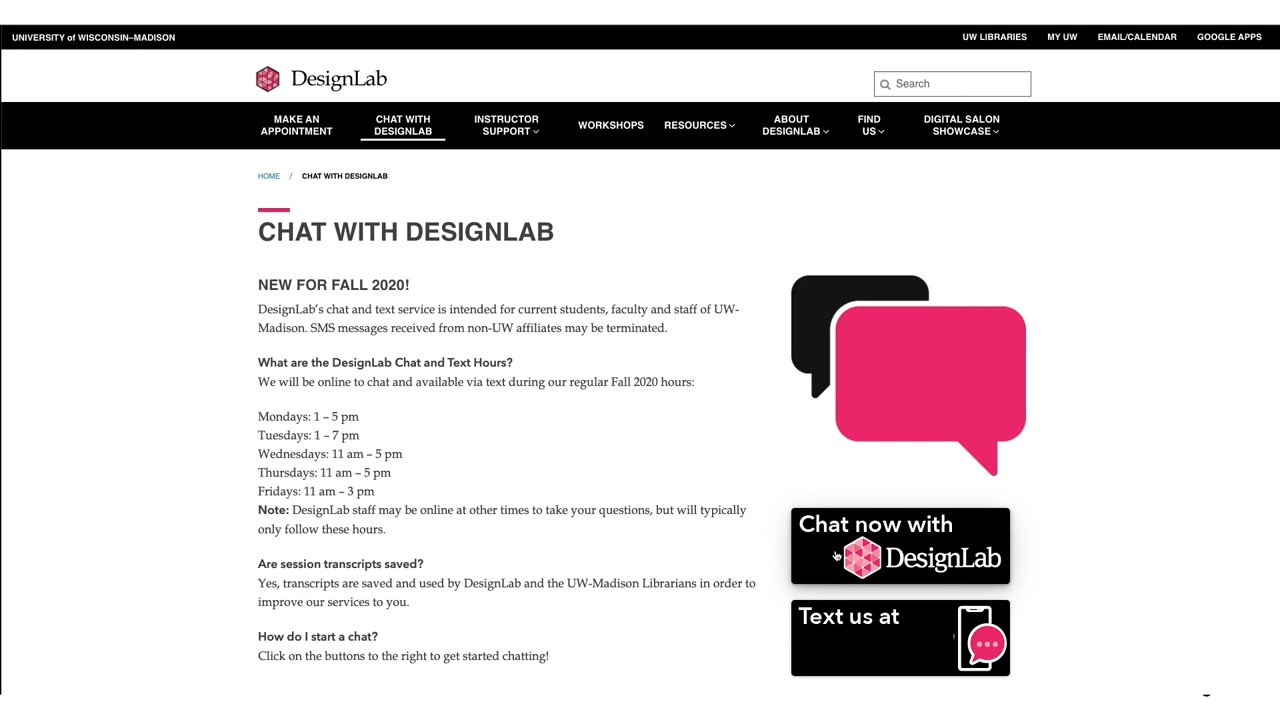 UNIVERSITY of WISCONSIN–MADISON
UW LIBRARIES MY UW EMAIL/CALENDAR GOOGLE APPS
DesignLab
Search
MAKE AN
APPOINTMENT
CHAT WITH
DESIGNLAB
INSTRUCTOR
SUPPORT
WORKSHOPS
RESOURCES
ABOUT
DESIGNLAB
FIND
US
DIGITAL SALON
SHOWCASE
HOME / CHAT WITH DESIGNLAB
CHAT WITH DESIGNLAB
NEW FOR FALL 2020!
DesignLab’s chat and text service is intended for current students, faculty and staff of UW-
Madison. SMS messages received from non-UW affiliates may be terminated.
What are the DesignLab Chat and Text Hours?
We will be online to chat and available via text during our regular Fall 2020 hours:
Mondays: 1 – 5 pm
Tuesdays: 1 – 7 pm
Wednesdays: 11 am – 5 pm
Thursdays: 11 am – 5 pm
Fridays: 11 am – 3 pm
Note: DesignLab staff may be online at other times to take your questions, but will typically
only follow these hours.
Are session transcripts saved?
Yes, transcripts are saved and used by DesignLab and the UW-Madison Librarians in order to
improve our services to you.
How do I start a chat?
Click on the buttons to the right to get started chatting!
Chat now with
DesignLab
Text us at